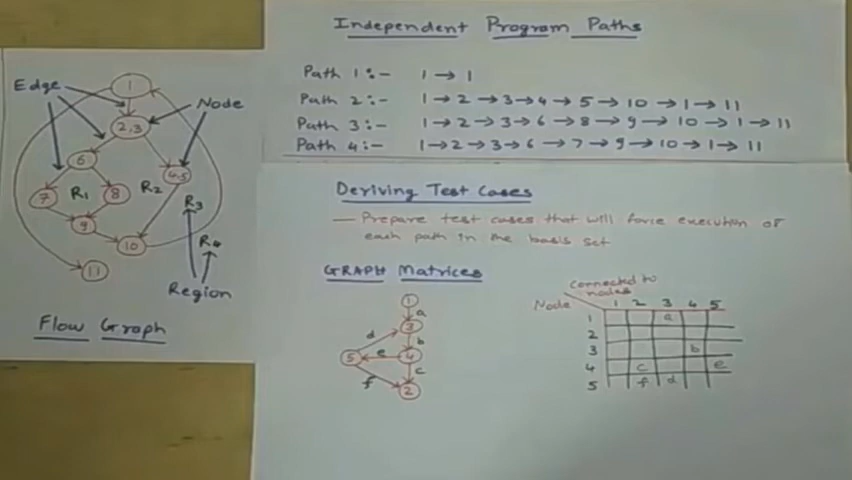 Independent Program Paths
Path 1:- 1 → 1
Path 2:- 1 → 2 → 3 → 4 → 5 → 10 → 1 → 11
Path 3:- 1 → 2 → 3 → 6 → 8 → 9 → 10 → 1 → 11
Path 4:- 1 → 2 → 3 → 6 → 7 → 9 → 10 → 1 → 11
Edge
1
Node
2,3
6
R2
4,5
7
R1
8
R3
9
10
R4
11
Region
Flow Graph
Deriving Test Cases
— Prepare test cases that will force execution of
each path in the basis set
GRAPH Matrices
1
a
d
3
b
5
e
4
c
f
2
Connected to
nodes
Node
1 2 3 4 5
1 a
2
3 b
4 c e
5 f d